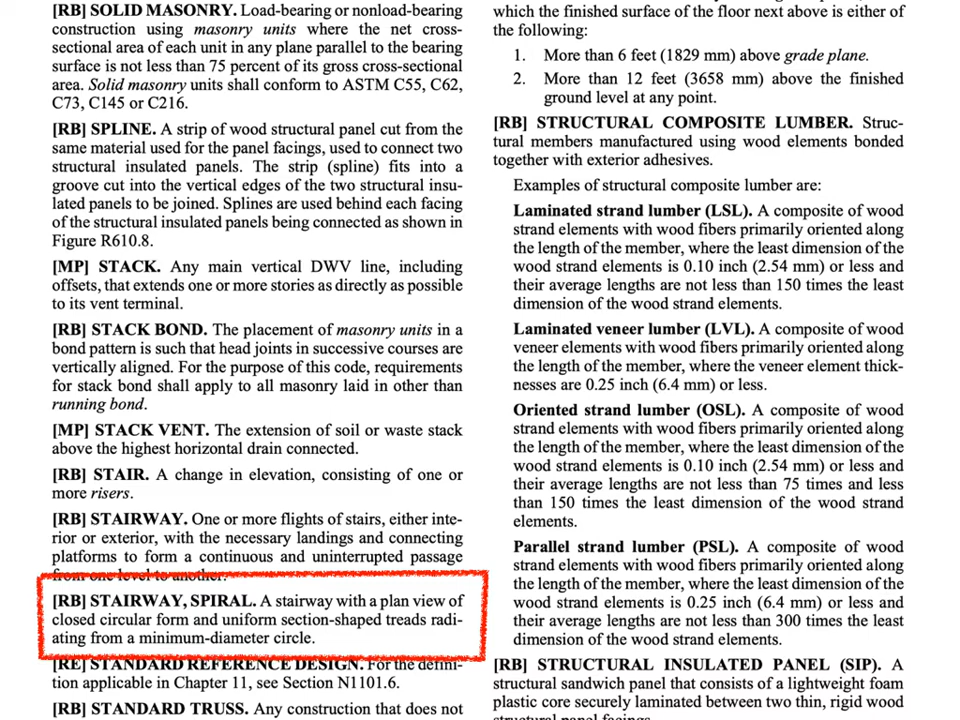 [RB] SOLID MASONRY. Load-bearing or nonload-bearing
construction using masonry units where the net cross-
sectional area of each unit in any plane parallel to the bearing
surface is not less than 75 percent of its gross cross-sectional
area. Solid masonry units shall conform to ASTM C55, C62,
C73, C145 or C216.
[RB] SPLINE. A strip of wood structural panel cut from the
same material used for the panel facings, used to connect two
structural insulated panels. The strip (spline) fits into a
groove cut into the vertical edges of the two structural insu-
lated panels to be joined. Splines are used behind each facing
of the structural insulated panels being connected as shown in
Figure R610.8.
[MP] STACK. Any main vertical DWV line, including
offsets, that extends one or more stories as directly as possible
to its vent terminal.
[RB] STACK BOND. The placement of masonry units in a
bond pattern is such that head joints in successive courses are
vertically aligned. For the purpose of this code, requirements
for stack bond shall apply to all masonry laid in other than
running bond.
[MP] STACK VENT. The extension of soil or waste stack
above the highest horizontal drain connected.
[RB] STAIR. A change in elevation, consisting of one or
more risers.
[RB] STAIRWAY. One or more flights of stairs, either inte-
rior or exterior, with the necessary landings and connecting
platforms to form a continuous and uninterrupted passage
from one level to another.
[RB] STAIRWAY, SPIRAL. A stairway with a plan view of
closed circular form and uniform section-shaped treads radi-
ating from a minimum-diameter circle.
[RE] STANDARD REFERENCE DESIGN. For the defini-
tion applicable in Chapter 11, see Section N1101.6.
[RB] STANDARD TRUSS. Any construction that does not
which the finished surface of the floor next above is either of
the following:
1. More than 6 feet (1829 mm) above grade plane.
2. More than 12 feet (3658 mm) above the finished
ground level at any point.
[RB] STRUCTURAL COMPOSITE LUMBER. Struc-
tural members manufactured using wood elements bonded
together with exterior adhesives.
Examples of structural composite lumber are:
Laminated strand lumber (LSL). A composite of wood
strand elements with wood fibers primarily oriented along
the length of the member, where the least dimension of the
wood strand elements is 0.10 inch (2.54 mm) or less and
their average lengths are not less than 150 times the least
dimension of the wood strand elements.
Laminated veneer lumber (LVL). A composite of wood
veneer elements with wood fibers primarily oriented along
the length of the member, where the veneer element thick-
nesses are 0.25 inch (6.4 mm) or less.
Oriented strand lumber (OSL). A composite of wood
strand elements with wood fibers primarily oriented along
the length of the member, where the least dimension of the
wood strand elements is 0.10 inch (2.54 mm) or less and
their average lengths are not less than 75 times and less
than 150 times the least dimension of the wood strand
elements.
Parallel strand lumber (PSL). A composite of wood
strand elements with wood fibers primarily oriented along
the length of the member, where the least dimension of the
wood strand elements is 0.25 inch (6.4 mm) or less and
their average lengths are not less than 300 times the least
dimension of the wood strand elements.
[RB] STRUCTURAL INSULATED PANEL (SIP). A
structural sandwich panel that consists of a lightweight foam
plastic core securely laminated between two thin, rigid wood
structural panel facings.